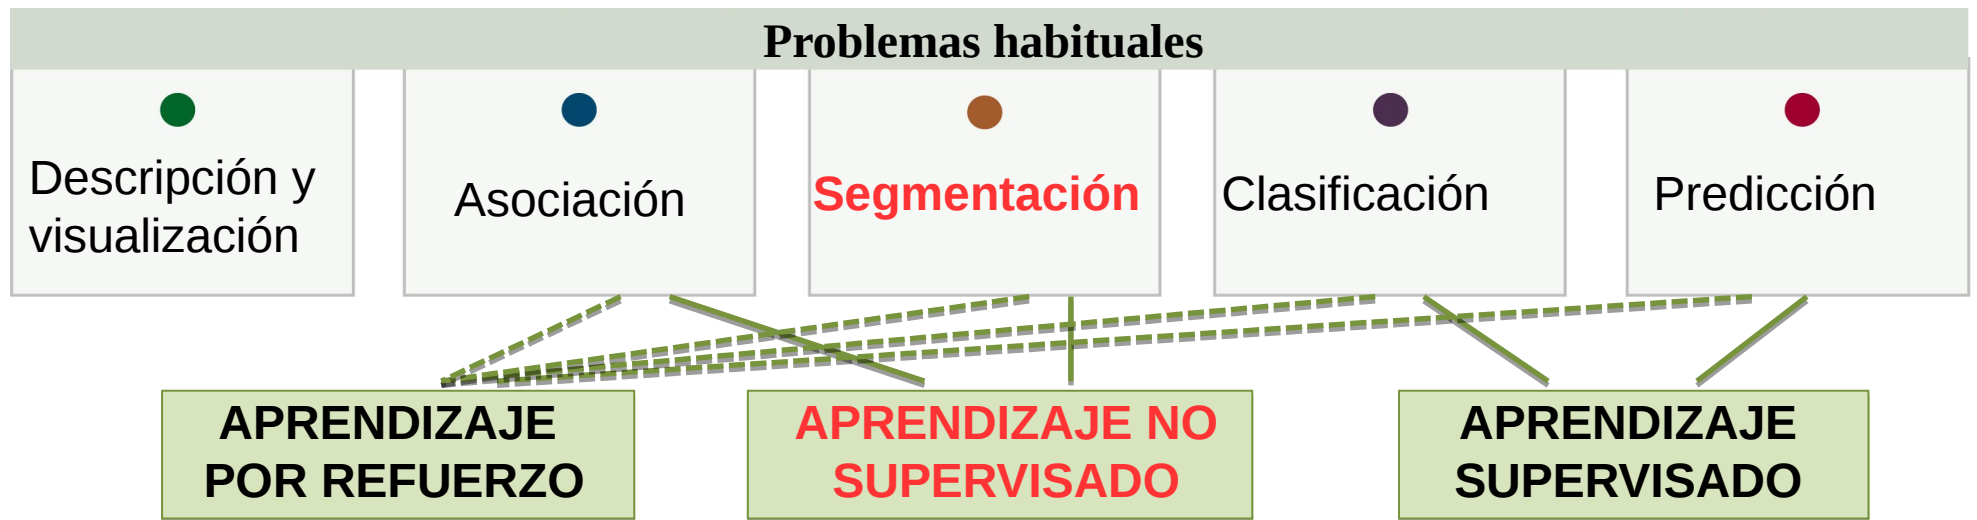 Problemas habituales
Descripción y
visualización
Asociación
Segmentación
Clasificación
Predicción
APRENDIZAJE
POR REFUERZO
APRENDIZAJE NO
SUPERVISADO
APRENDIZAJE
SUPERVISADO